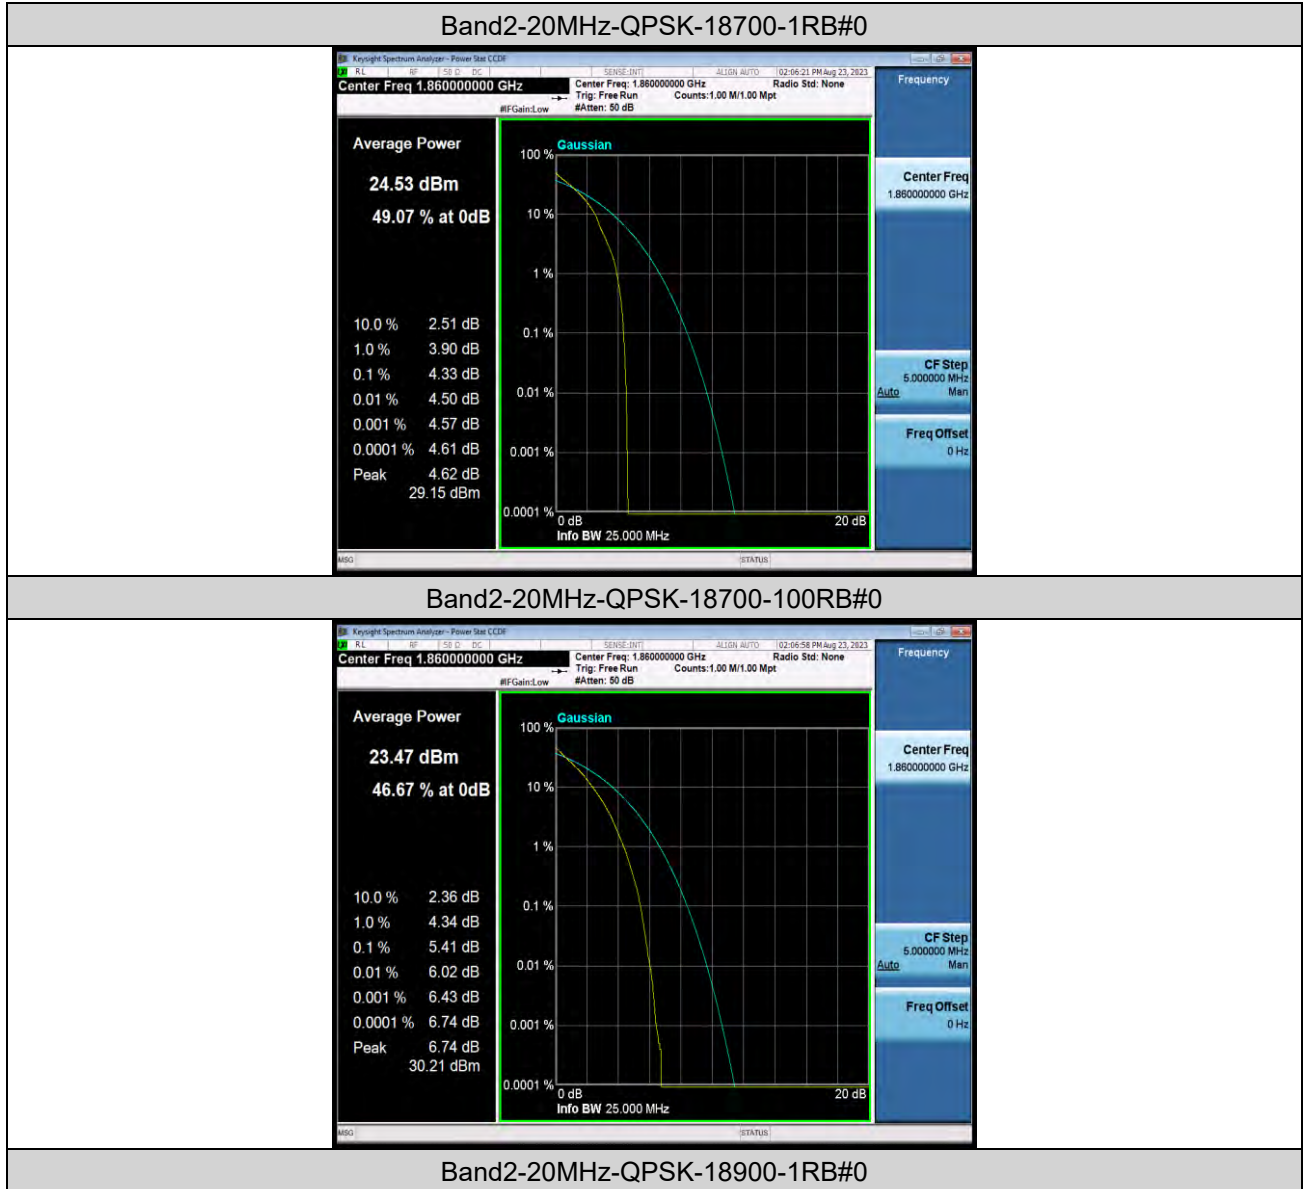 Band2-20MHz-QPSK-18700-1RB#0
Keysight Spectrum Analyzer - Power Stat CCDF
RL RF 50 Ω DC SENSE:INT ALIGN AUTO 02:06:21 PM Aug 23, 2023
Center Freq 1.860000000 GHz Center Freq: 1.860000000 GHz Radio Std: None
Trig: Free Run Counts:1.00 M/1.00 Mpt
#IFGain:Low #Atten: 50 dB
Frequency
Average Power
24.53 dBm
49.07 % at 0dB
10.0 % 2.51 dB
1.0 % 3.90 dB
0.1 % 4.33 dB
0.01 % 4.50 dB
0.001 % 4.57 dB
0.0001 % 4.61 dB
Peak 4.62 dB
29.15 dBm
Gaussian
100 %
10 %
1 %
0.1 %
0.01 %
0.001 %
0.0001 %
0 dB 20 dB
Info BW 25.000 MHz
Center Freq
1.860000000 GHz
CF Step
5.000000 MHz
Auto Man
Freq Offset
0 Hz
MSG STATUS
Band2-20MHz-QPSK-18700-100RB#0
Keysight Spectrum Analyzer - Power Stat CCDF
RL RF 50 Ω DC SENSE:INT ALIGN AUTO 02:06:58 PM Aug 23, 2023
Center Freq 1.860000000 GHz Center Freq: 1.860000000 GHz Radio Std: None
Trig: Free Run Counts:1.00 M/1.00 Mpt
#IFGain:Low #Atten: 50 dB
Frequency
Average Power
23.47 dBm
46.67 % at 0dB
10.0 % 2.36 dB
1.0 % 4.34 dB
0.1 % 5.41 dB
0.01 % 6.02 dB
0.001 % 6.43 dB
0.0001 % 6.74 dB
Peak 6.74 dB
30.21 dBm
Gaussian
100 %
10 %
1 %
0.1 %
0.01 %
0.001 %
0.0001 %
0 dB 20 dB
Info BW 25.000 MHz
Center Freq
1.860000000 GHz
CF Step
5.000000 MHz
Auto Man
Freq Offset
0 Hz
MSG STATUS
Band2-20MHz-QPSK-18900-1RB#0